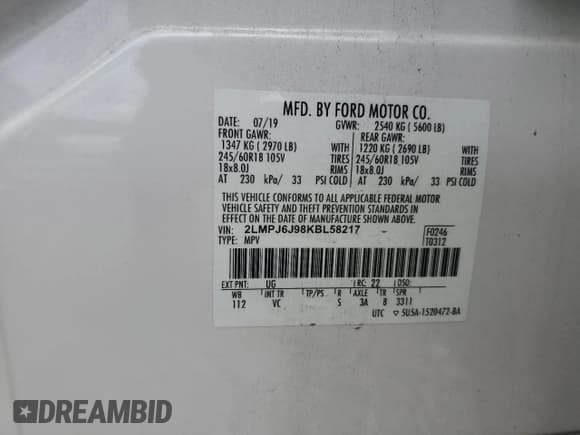 MFD. BY FORD MOTOR CO.
DATE: 07/19 GVWR: 2540 KG ( 5600 LB)
FRONT GAWR: REAR GAWR:
1347 KG ( 2970 LB) WITH 1220 KG ( 2690 LB) WITH
245/60R18 105V TIRES 245/60R18 105V TIRES
18x8.0J RIMS 18x8.0J RIMS
AT 230 kPa/ 33 PSI COLD AT 230 kPa/ 33 PSI COLD
THIS VEHICLE CONFORMS TO ALL APPLICABLE FEDERAL MOTOR
VEHICLE SAFETY AND THEFT PREVENTION STANDARDS IN
EFFECT ON THE DATE OF MANUFACTURE SHOWN ABOVE.
VIN: 2LMPJ6J98KBL58217 - F0246
TYPE: MPV T0312
EXT PNT: UG RC: 22 DSO:
WB INT TR TP/PS R AXLE TR SPR
112 VC S 3A 8 3311
UTC ▽ 5U5A-1520472-BA
DREAMBID